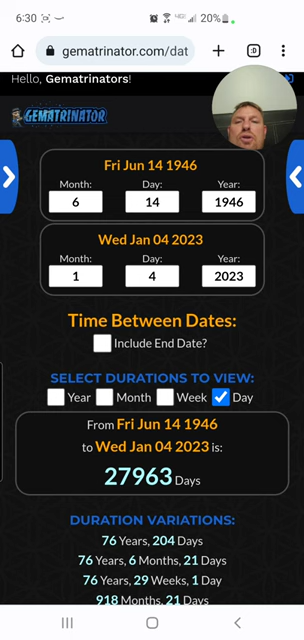 6:30
20%
gematrinator.com/dat
Hello, Gematrinators!
GEMATRINATOR
Fri Jun 14 1946
Month: Day: Year:
6 14 1946
Wed Jan 04 2023
Month: Day: Year:
1 4 2023
Time Between Dates:
Include End Date?
SELECT DURATIONS TO VIEW:
Year Month Week Day
From Fri Jun 14 1946
to Wed Jan 04 2023 is:
27963 Days
DURATION VARIATIONS:
76 Years, 204 Days
76 Years, 6 Months, 21 Days
76 Years, 29 Weeks, 1 Day
918 Months, 21 Days